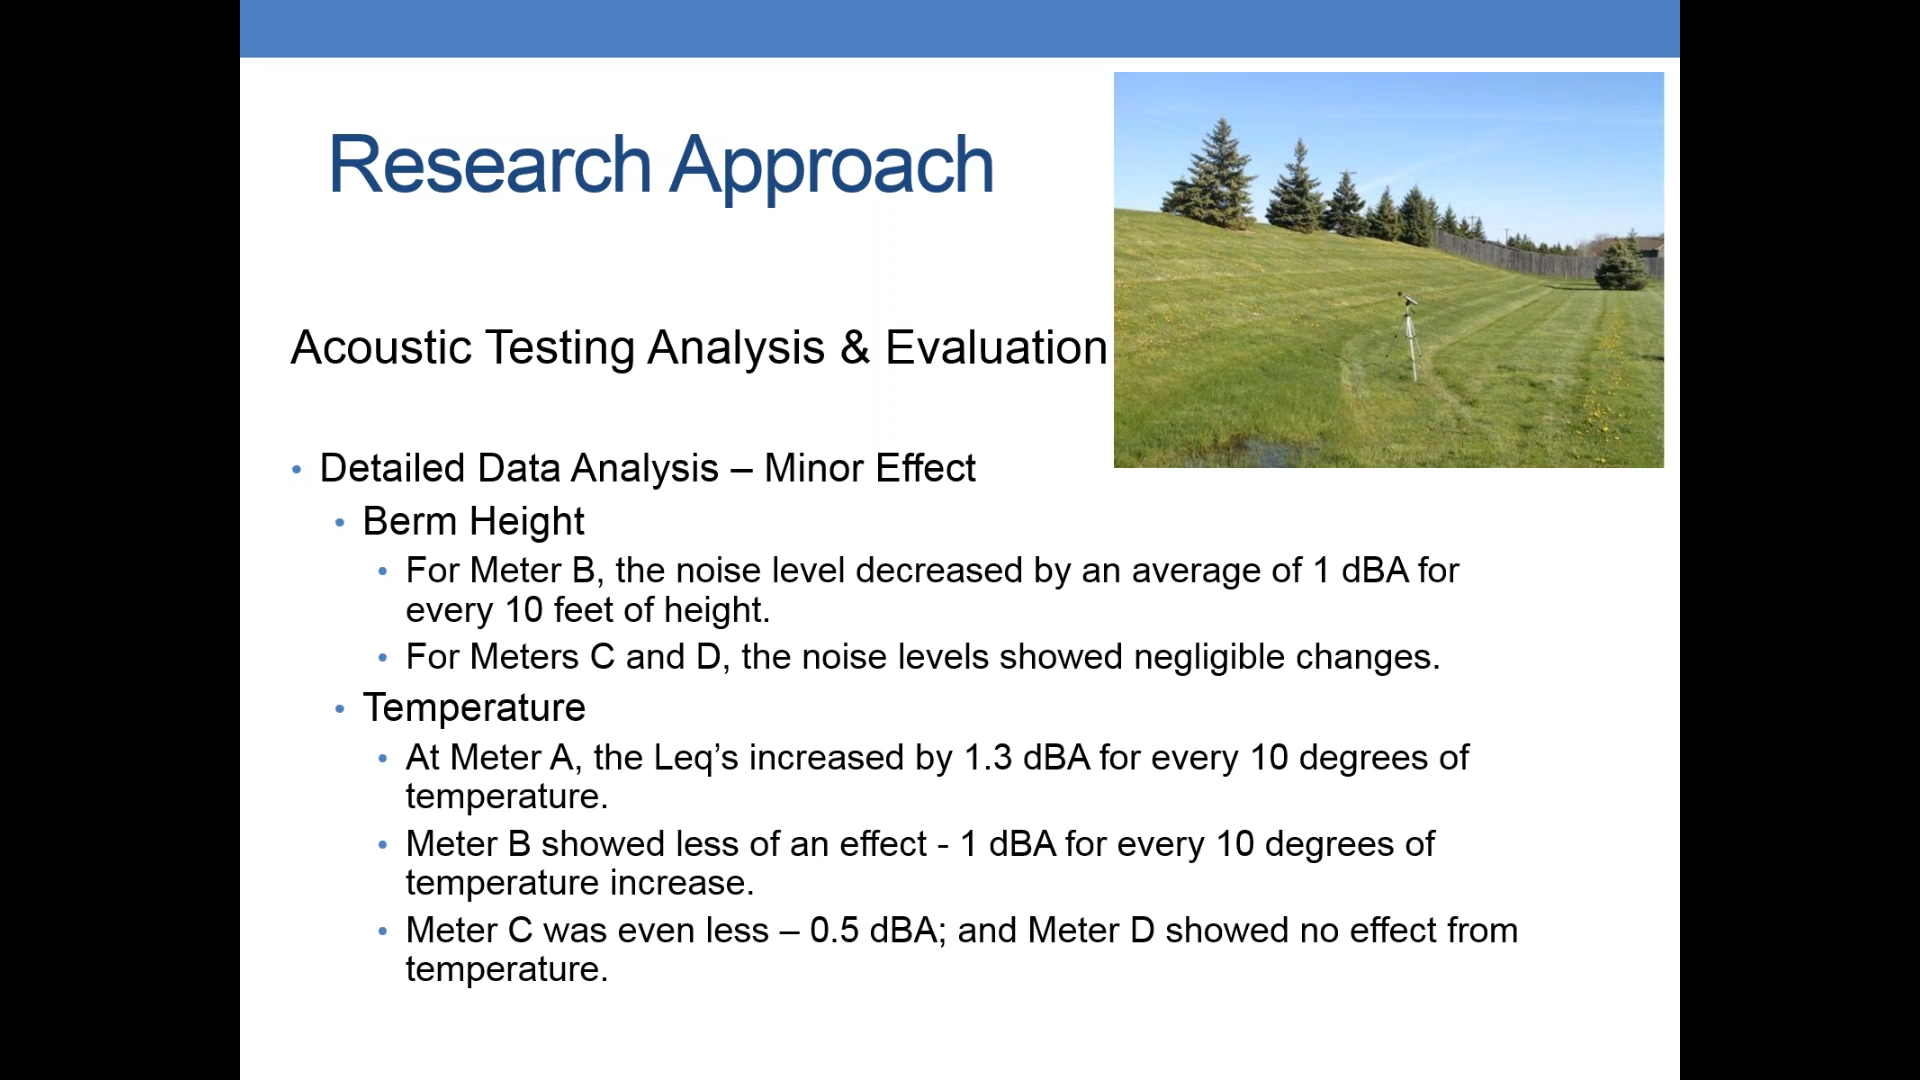 Research Approach
Acoustic Testing Analysis & Evaluation
• Detailed Data Analysis – Minor Effect
• Berm Height
• For Meter B, the noise level decreased by an average of 1 dBA for
every 10 feet of height.
• For Meters C and D, the noise levels showed negligible changes.
• Temperature
• At Meter A, the Leq’s increased by 1.3 dBA for every 10 degrees of
temperature.
• Meter B showed less of an effect - 1 dBA for every 10 degrees of
temperature increase.
• Meter C was even less – 0.5 dBA; and Meter D showed no effect from
temperature.